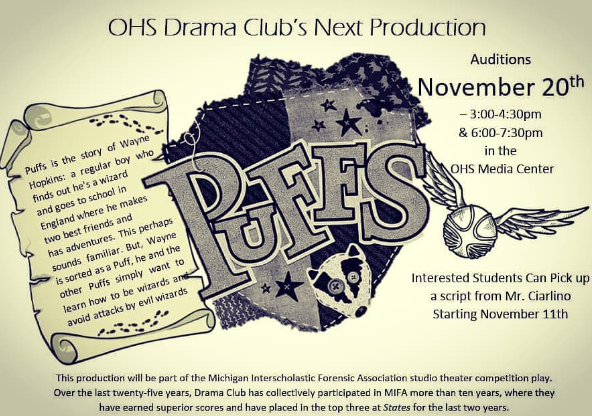 OHS Drama Club's Next Production
Auditions
November 20th
– 3:00-4:30pm
& 6:00-7:30pm
in the
OHS Media Center
Puffs is the story of Wayne
Hopkins: a regular boy who
finds out he's a wizard
and goes to school in
England where he makes
two best friends and
has adventures. This perhaps
sounds familiar. But, Wayne
is sorted as a Puff, he and the
other Puffs simply want to
learn how to be wizards and
avoid attacks by evil wizards
PUFFS
Interested Students Can Pick up
a script from Mr. Ciarlino
Starting November 11th
This production will be part of the Michigan Interscholastic Forensic Association studio theater competition play.
Over the last twenty-five years, Drama Club has collectively participated in MIFA more than ten years, where they
have earned superior scores and have placed in the top three at States for the last two years.